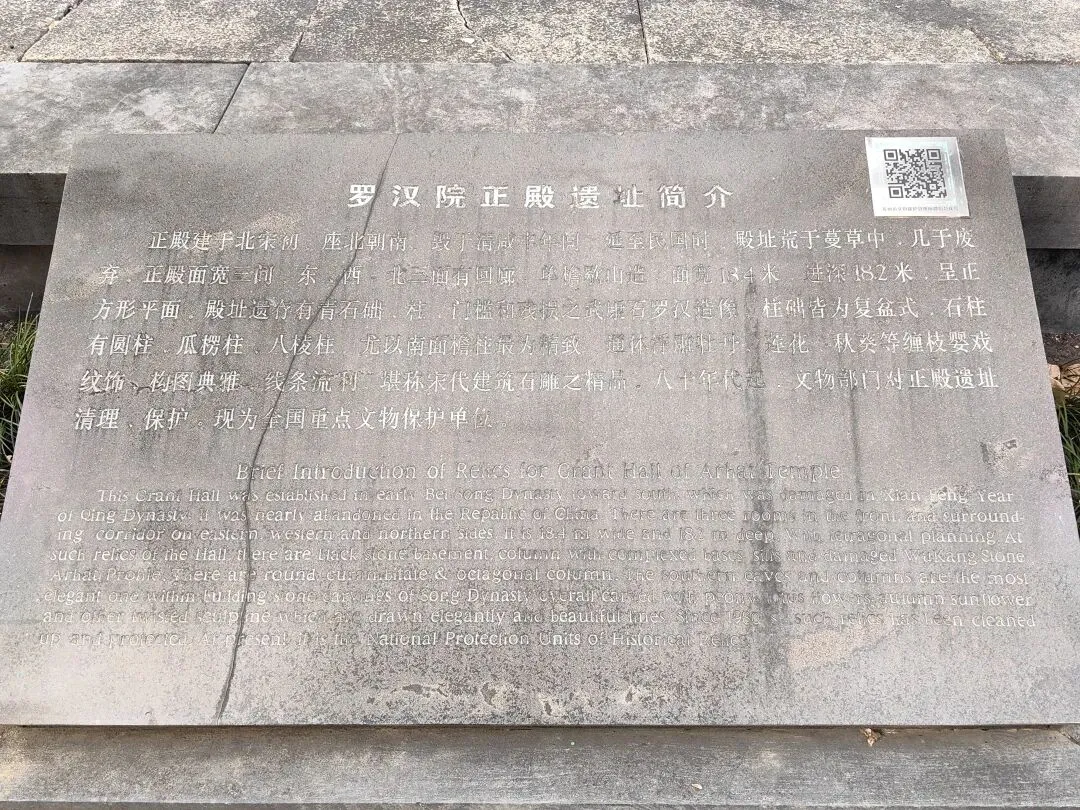 罗汉院正殿遗址简介
正殿建于北宋初、座北朝南、毁于清咸丰年间、延至民国时、殿址荒于蔓草中、几于废
弃、正殿面宽三间、东、西、北三面有回廊、单檐歇山造、面宽18.4米、进深18.2米、呈正
方形平面、殿址遗存有青石础、柱、门槛和残损之武康石罗汉造像、柱础皆为复盆式、石柱
有圆柱、瓜楞柱、八棱柱、尤以南面檐柱最为精致、通体浮雕牡丹、莲花、秋葵等缠枝婴戏
纹饰、构图典雅、线条流利、堪称宋代建筑石雕之精品、八十年代起、文物部门对正殿遗址
清理、保护。现为全国重点文物保护单位。
Brief Introduction of Relics for Grant Hall of Arhat Temple
This Grant Hall was established in early Bei Song Dynasty toward south, which was damaged in Xian Feng Year
of Qing Dynasty. It was nearly abandoned in the Republic of China. There are three rooms in the front and surround-
ing corridor on eastern, western and northern sides. It is 18.4 m wide and 18.2 m deep, with tetragonal planning. At
such relics of the Hall, there are black stone basement, column with complexed bases, sills and damaged WuKang Stone
Arhat Profile, where are round, & octagonal column. The southern eaves and columns are the most
elegant one within building stone carvings of Song Dynasty overall carved with peony, lotus flowers, autumn sunflower
and other twisted sculpture which are drawn elegantly and beautiful lines. Since 1980's, such relics has been cleaned
up and protected. At present, it is the National Protection Units of Historical Relics.